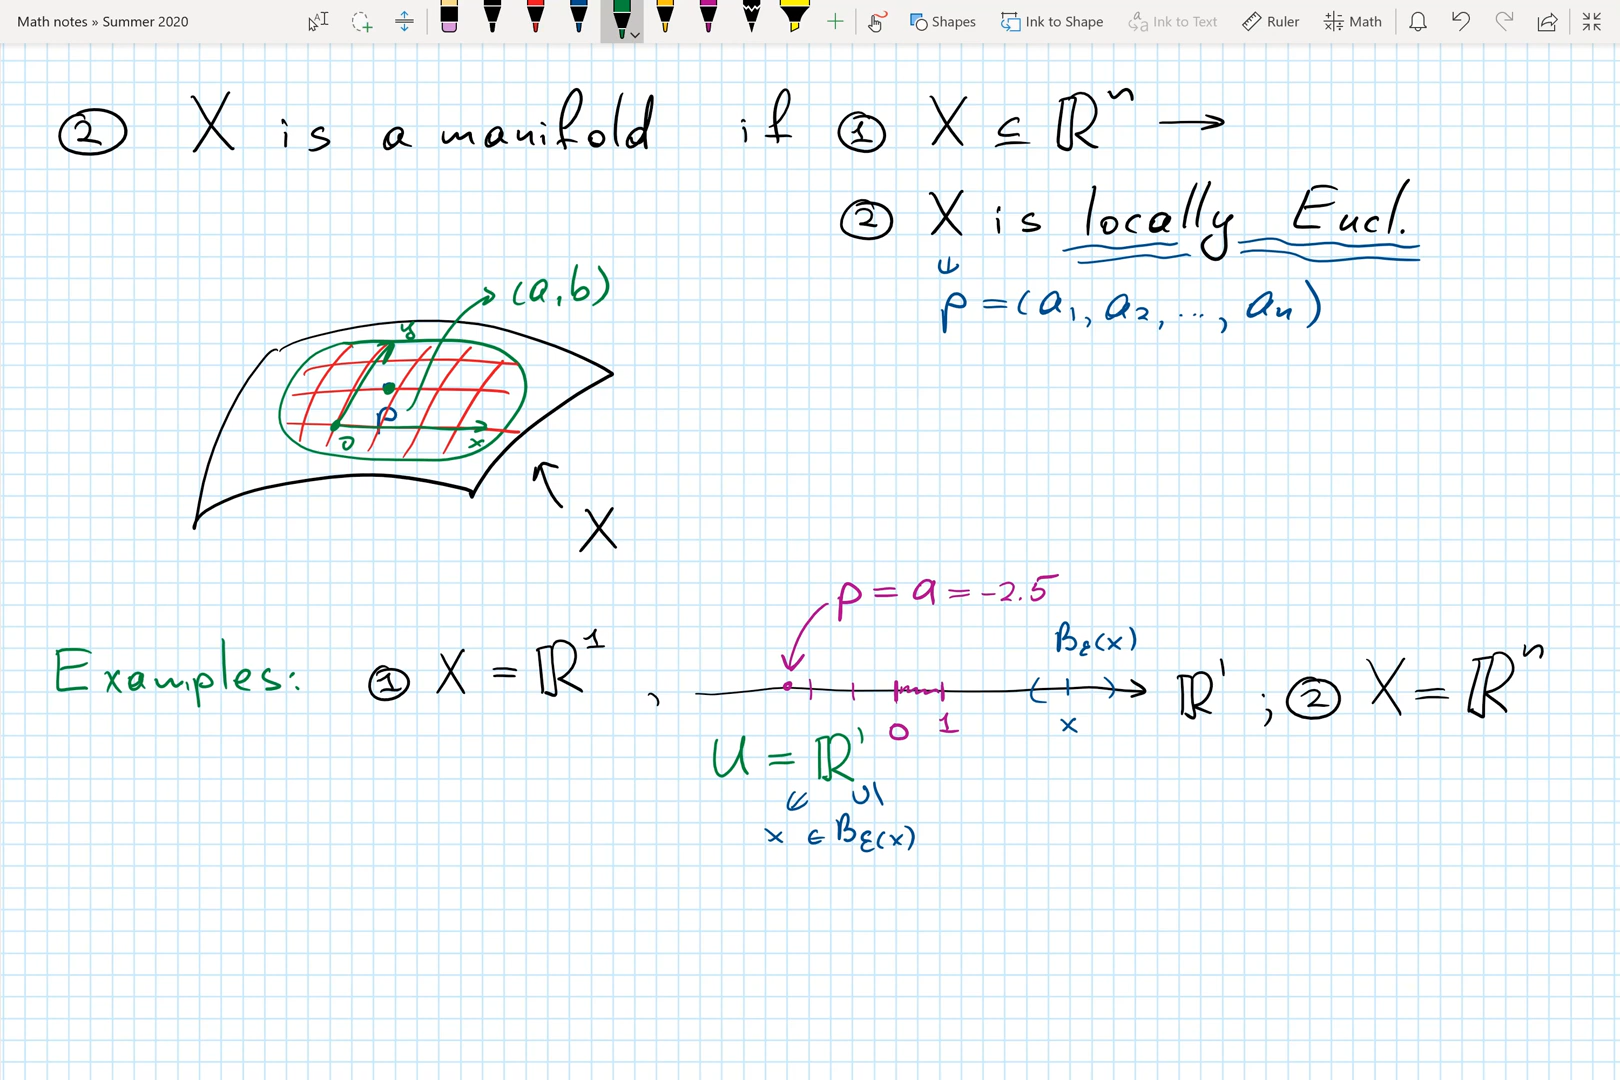 Math notes » Summer 2020
Shapes Ink to Shape Ink to Text Ruler Math
② X is a manifold if ① X ⊆ ℝⁿ →
② X is locally Eucl.
p = (a₁, a₂, ..., aₙ)
(a,b)
y
p
0 x
X
p = a = -2.5
Bε(x)
Examples: ① X = ℝ¹ , ℝ¹ ; ② X = ℝⁿ
0 1 x
U = ℝ¹
x ∈ Bε(x)